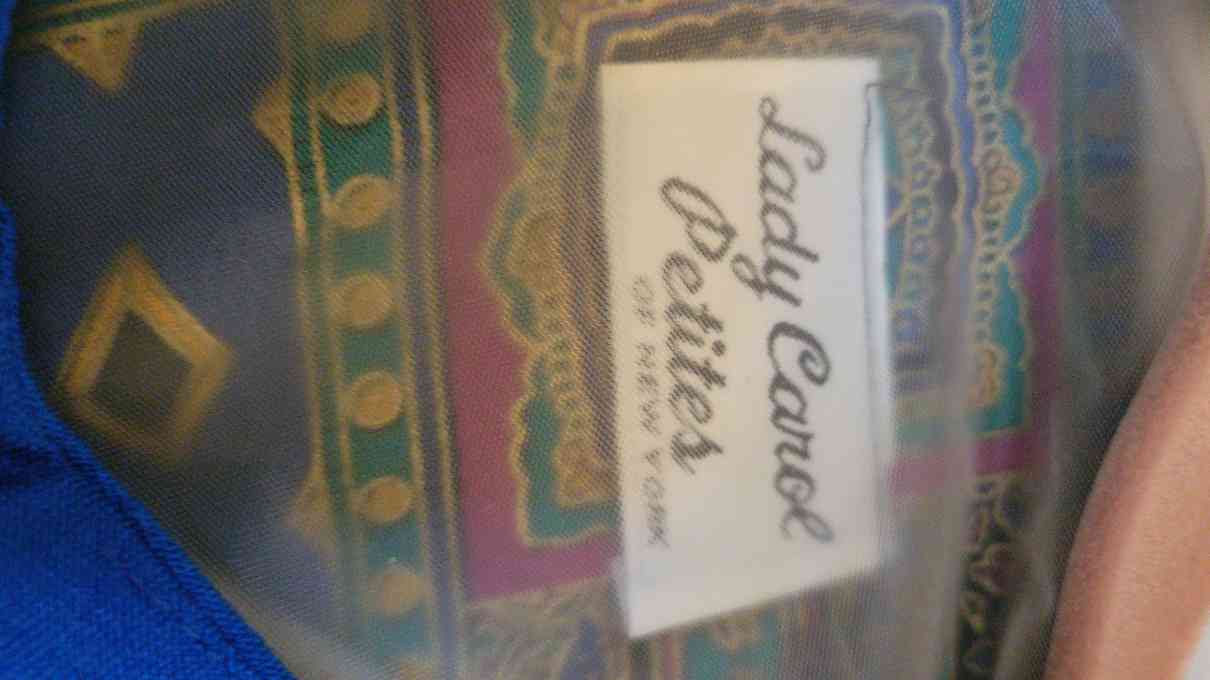 Lady Carol
Petites
OF NEW YORK